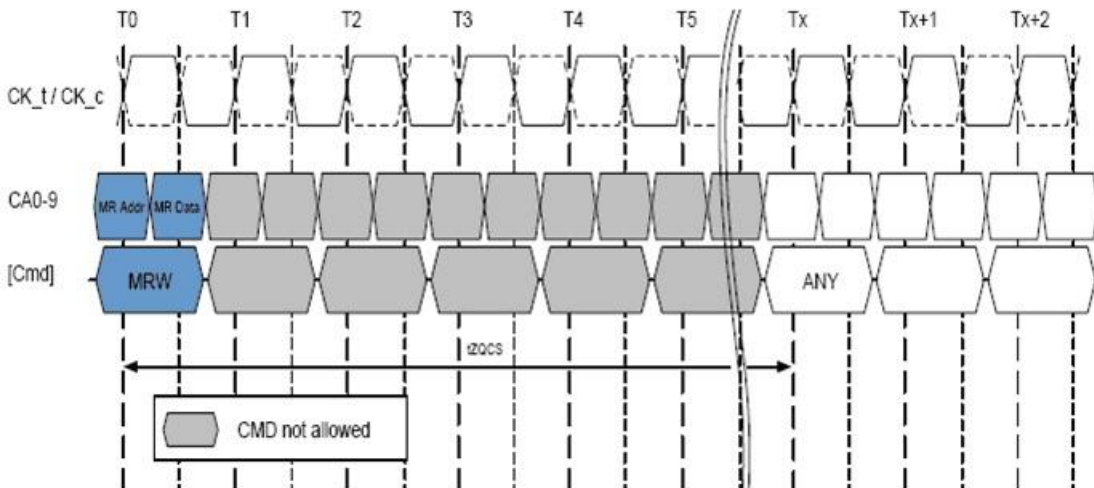 T0 T1 T2 T3 T4 T5 Tx Tx+1 Tx+2
CK_t / CK_c
CA0-9 MR Addr MR Data
[Cmd] MRW ANY
tZQCS
CMD not allowed